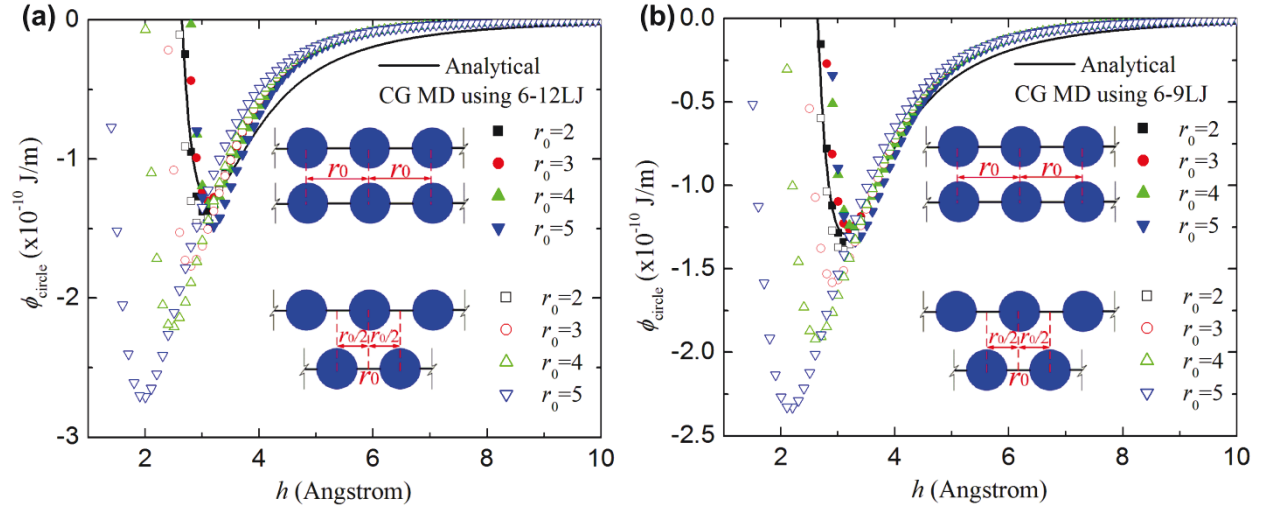 (a)
0
-1
-2
-3
ϕcircle (x10-10 J/m)
Analytical
CG MD using 6-12LJ
r0=2
r0=3
r0=4
r0=5
r0 r0
r0=2
r0=3
r0=4
r0=5
r0/2 r0/2
r0
2 4 6 8 10
h (Angstrom)
(b)
0.0
-0.5
-1.0
-1.5
-2.0
-2.5
ϕcircle (x10-10 J/m)
Analytical
CG MD using 6-9LJ
r0=2
r0=3
r0=4
r0=5
r0 r0
r0=2
r0=3
r0=4
r0=5
r0/2 r0/2
r0
2 4 6 8 10
h (Angstrom)